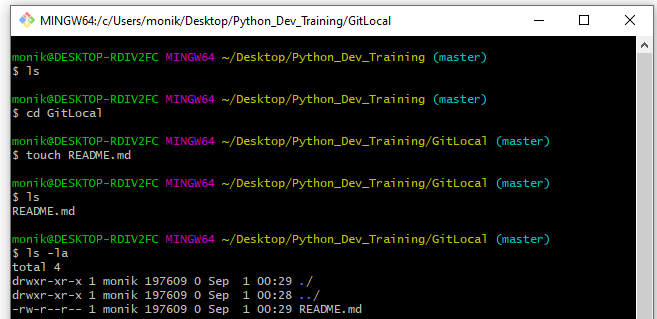 MINGW64:/c/Users/monik/Desktop/Python_Dev_Training/GitLocal
monik@DESKTOP-RDIV2FC MINGW64 ~/Desktop/Python_Dev_Training (master)
$ ls
monik@DESKTOP-RDIV2FC MINGW64 ~/Desktop/Python_Dev_Training (master)
$ cd GitLocal
monik@DESKTOP-RDIV2FC MINGW64 ~/Desktop/Python_Dev_Training/GitLocal (master)
$ touch README.md
monik@DESKTOP-RDIV2FC MINGW64 ~/Desktop/Python_Dev_Training/GitLocal (master)
$ ls
README.md
monik@DESKTOP-RDIV2FC MINGW64 ~/Desktop/Python_Dev_Training/GitLocal (master)
$ ls -la
total 4
drwxr-xr-x 1 monik 197609 0 Sep  1 00:29 ./
drwxr-xr-x 1 monik 197609 0 Sep  1 00:28 ../
-rw-r--r-- 1 monik 197609 0 Sep  1 00:29 README.md